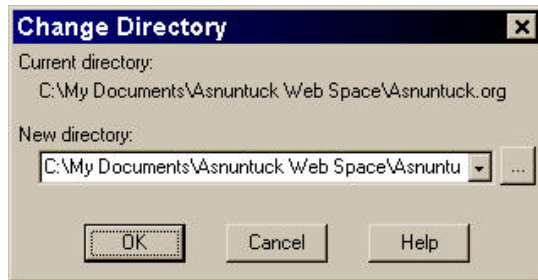 Change Directory
Current directory:
C:\My Documents\Asnuntuck Web Space\Asnuntuck.org
New directory:
C:\My Documents\Asnuntuck Web Space\Asnuntu
...
OK Cancel Help